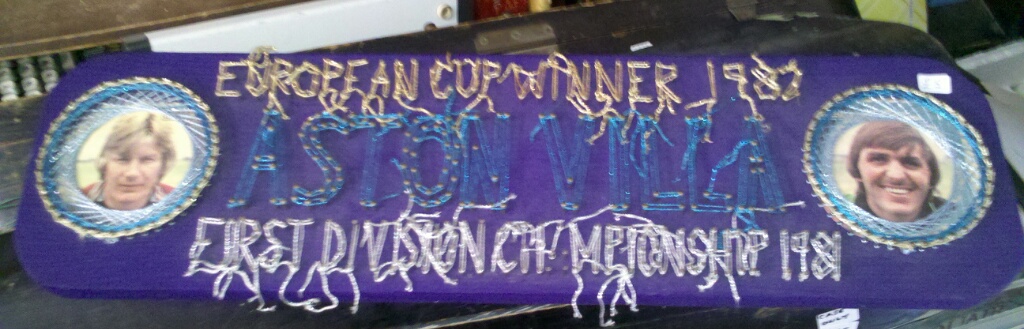 EUROPEAN CUP WINNER 1982
ASTON VILLA
FIRST DIVISION CHAMPIONSHIP 1981